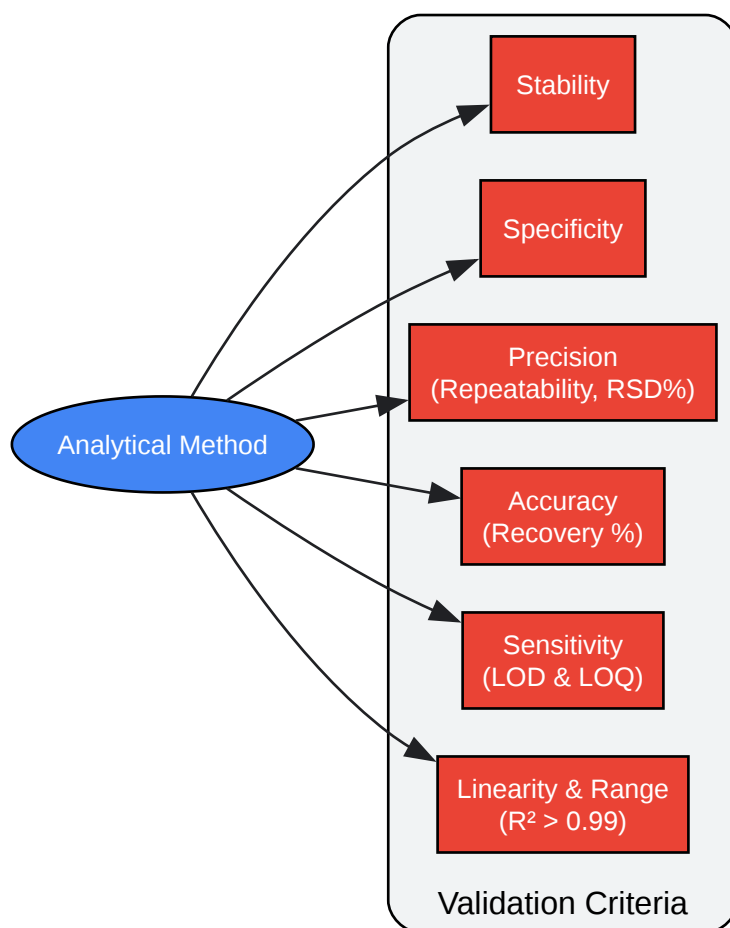 Stability
Specificity
Precision
(Repeatability, RSD%)
Analytical Method
Accuracy
(Recovery %)
Sensitivity
(LOD & LOQ)
Linearity & Range
(R² > 0.99)
Validation Criteria